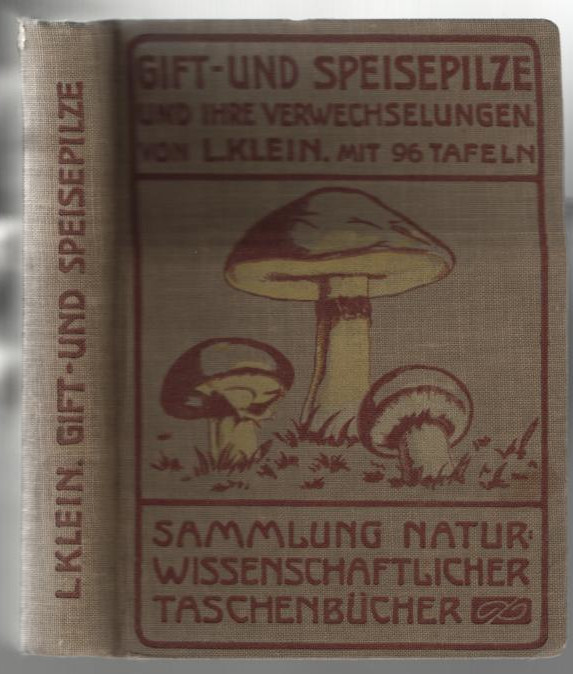 GIFT-UND SPEISEPILZE
UND IHRE VERWECHSELUNGEN.
VON L.KLEIN. MIT 96 TAFELN
SAMMLUNG NATUR:
WISSENSCHAFTLICHER
TASCHENBÜCHER
L.KLEIN. GIFT-UND SPEISEPILZE